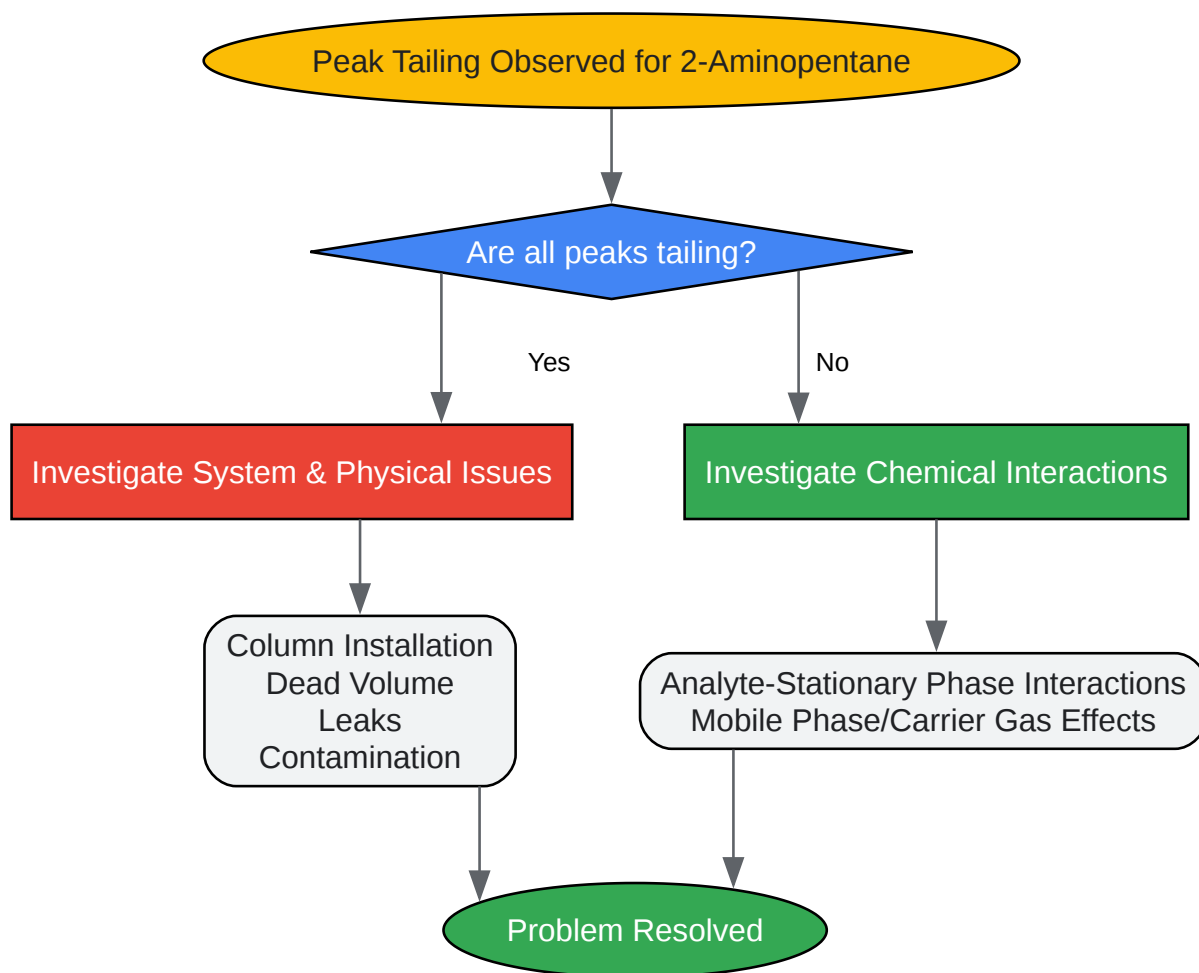 Peak Tailing Observed for 2-Aminopentane
Are all peaks tailing?
Yes
No
Investigate System & Physical Issues
Investigate Chemical Interactions
Column Installation
Dead Volume
Leaks
Contamination
Analyte-Stationary Phase Interactions
Mobile Phase/Carrier Gas Effects
Problem Resolved